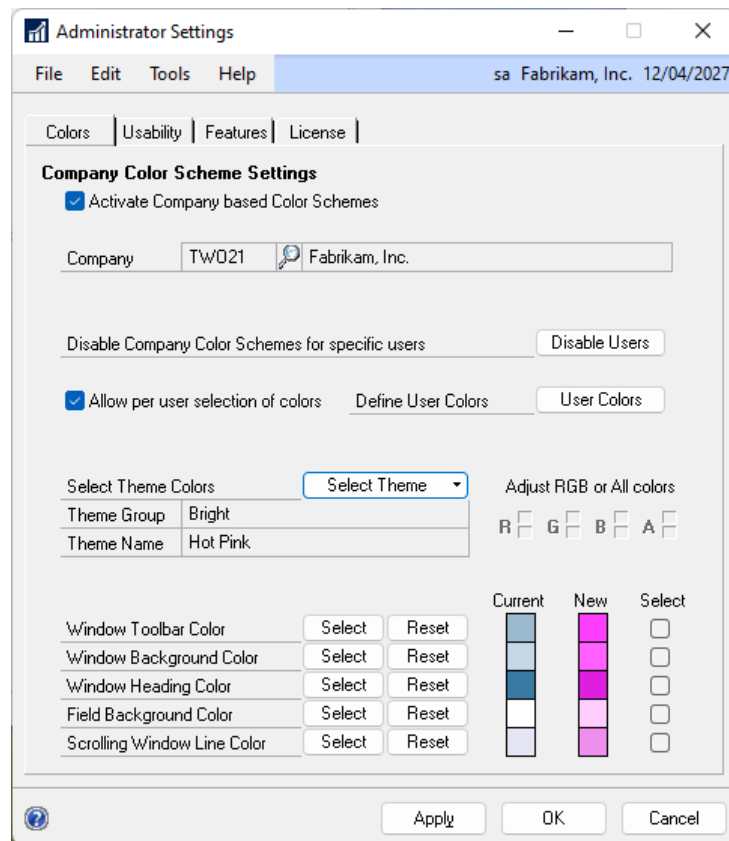 Administrator Settings
File Edit Tools Help sa Fabrikam, Inc. 12/04/2027
Colors Usability Features License
Company Color Scheme Settings
Activate Company based Color Schemes
Company TWO21 Fabrikam, Inc.
Disable Company Color Schemes for specific users Disable Users
Allow per user selection of colors Define User Colors User Colors
Select Theme Colors Select Theme Adjust RGB or All colors
Theme Group Bright
R G B A
Theme Name Hot Pink
Current New Select
Window Toolbar Color Select Reset
Window Background Color Select Reset
Window Heading Color Select Reset
Field Background Color Select Reset
Scrolling Window Line Color Select Reset
Apply OK Cancel